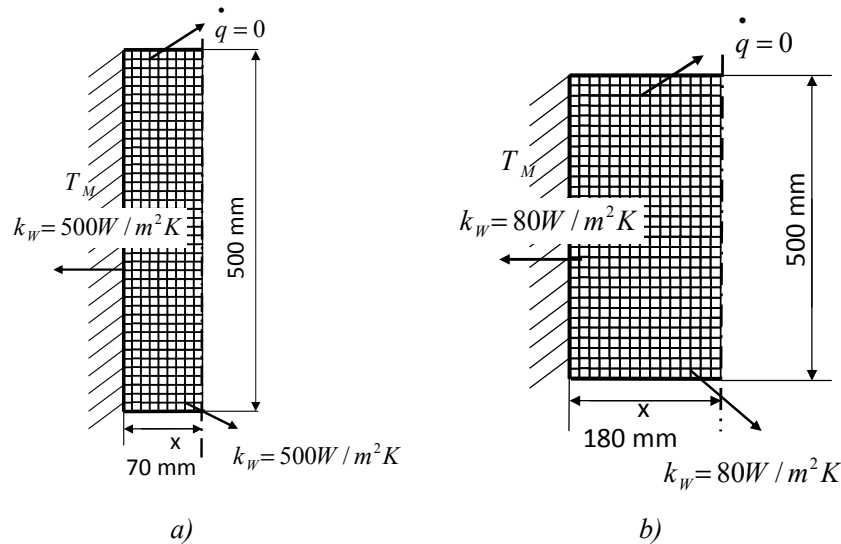 q̇ = 0
T_M
k_W = 500W / m²K
500 mm
x
70 mm
k_W = 500W / m²K
a)
q̇ = 0
T_M
k_W = 80W / m²K
500 mm
x
180 mm
k_W = 80W / m²K
b)